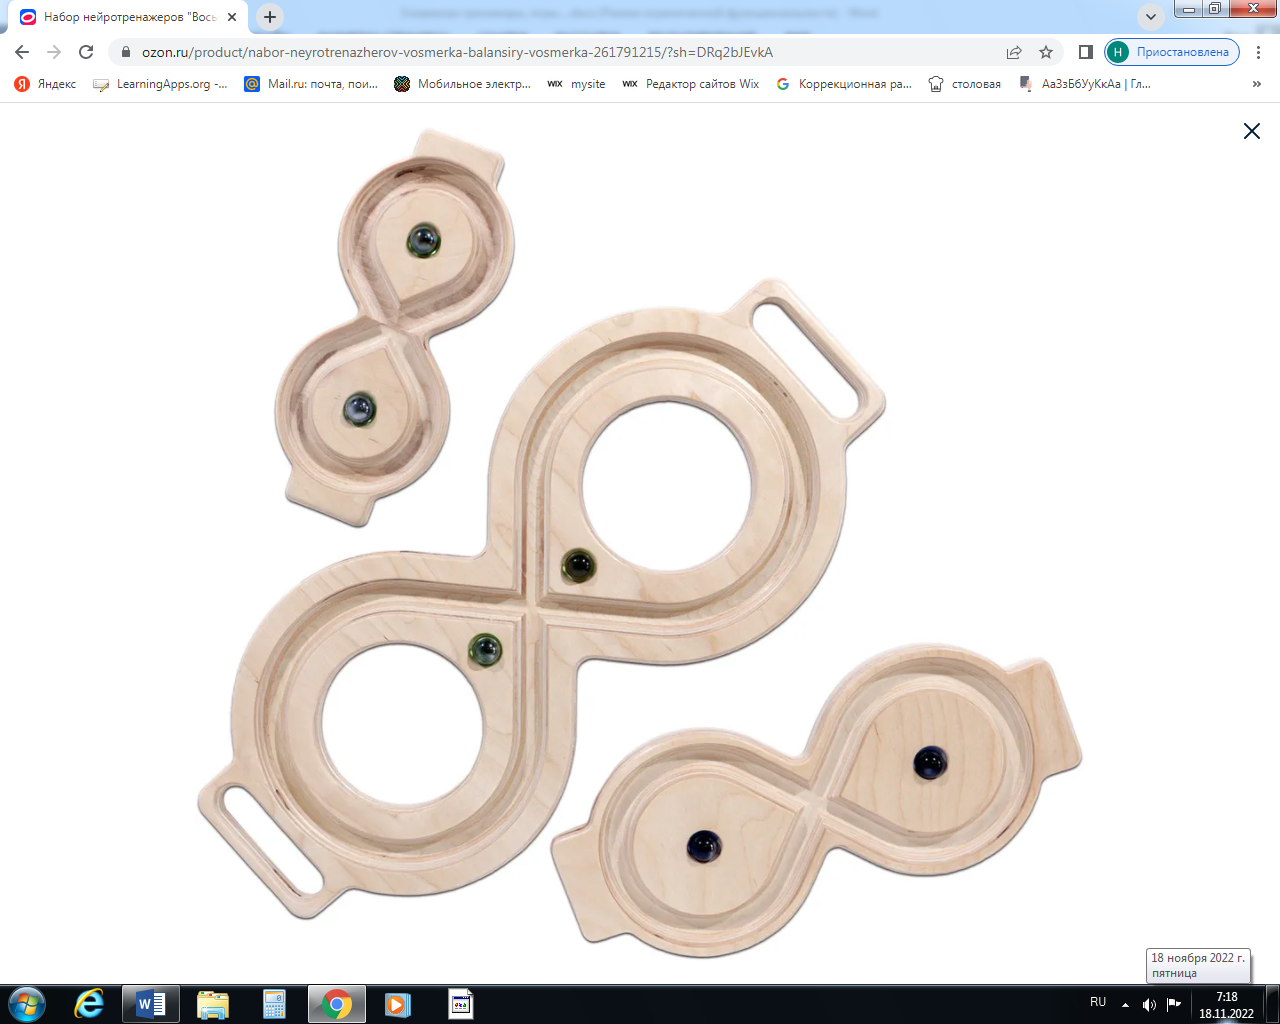 Набор нейротренажеров "Вось
ozon.ru/product/nabor-neyrotrenazherov-vosmerka-balansiry-vosmerka-261791215/?sh=DRq2bJEvkA
Н Приостановлена
Яндекс LearningApps.org -... Mail.ru: почта, пои... Мобильное электр... WIX mysite WIX Редактор сайтов Wix Коррекционная ра... столовая АаЗзБбУуКкАа | Гл... »
18 ноября 2022 г.
пятница
RU
7:18
18.11.2022